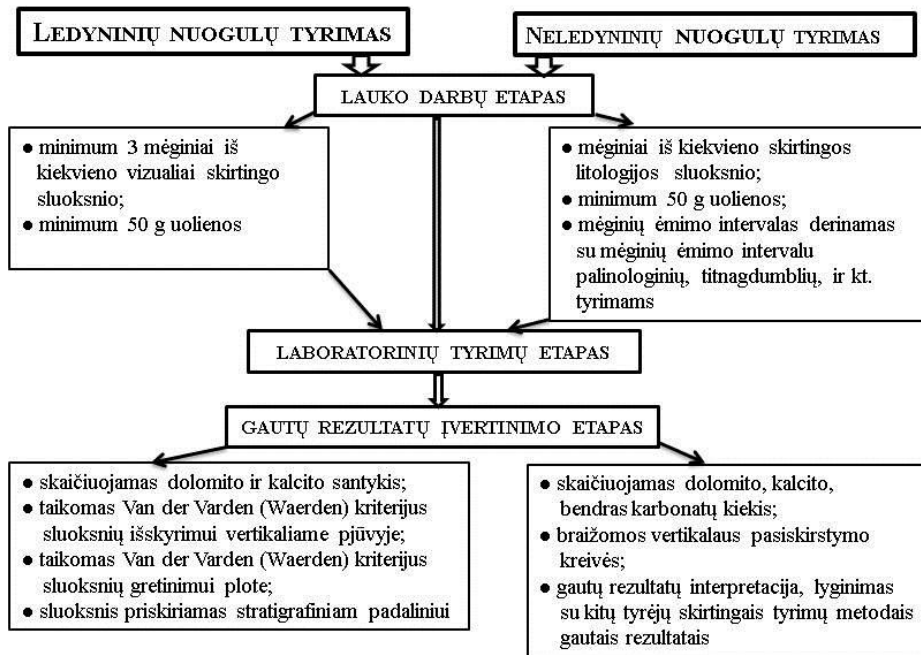 LEDYNINIŲ NUOGULŲ TYRIMAS
NELEDYNINIŲ NUOGULŲ TYRIMAS
LAUKO DARBŲ ETAPAS
● minimum 3 mėginiai iš
kiekvieno vizualiai skirtingo
sluoksnio;
● minimum 50 g uolienos
● mėginiai iš kiekvieno skirtingos
litologijos sluoksnio;
● minimum 50 g uolienos;
● mėginių ėmimo intervalas derinamas
su mėginių ėmimo intervalu
palinologinių, titnagdumblių, ir kt.
tyrimams
LABORATORINIŲ TYRIMŲ ETAPAS
GAUTŲ REZULTATŲ ĮVERTINIMO ETAPAS
● skaičiuojamas dolomito ir kalcito santykis;
● taikomas Van der Varden (Waerden) kriterijus
sluoksnių išskyrimui vertikaliame pjūvyje;
● taikomas Van der Varden (Waerden) kriterijus
sluoksnių gretinimui plote;
● sluoksnis priskiriamas stratigrafiniam padaliniui
● skaičiuojamas dolomito, kalcito,
bendras karbonatų kiekis;
● braižomos vertikalaus pasiskirstymo
kreivės;
● gautų rezultatų interpretacija, lyginimas
su kitų tyrėjų skirtingais tyrimų metodais
gautais rezultatais